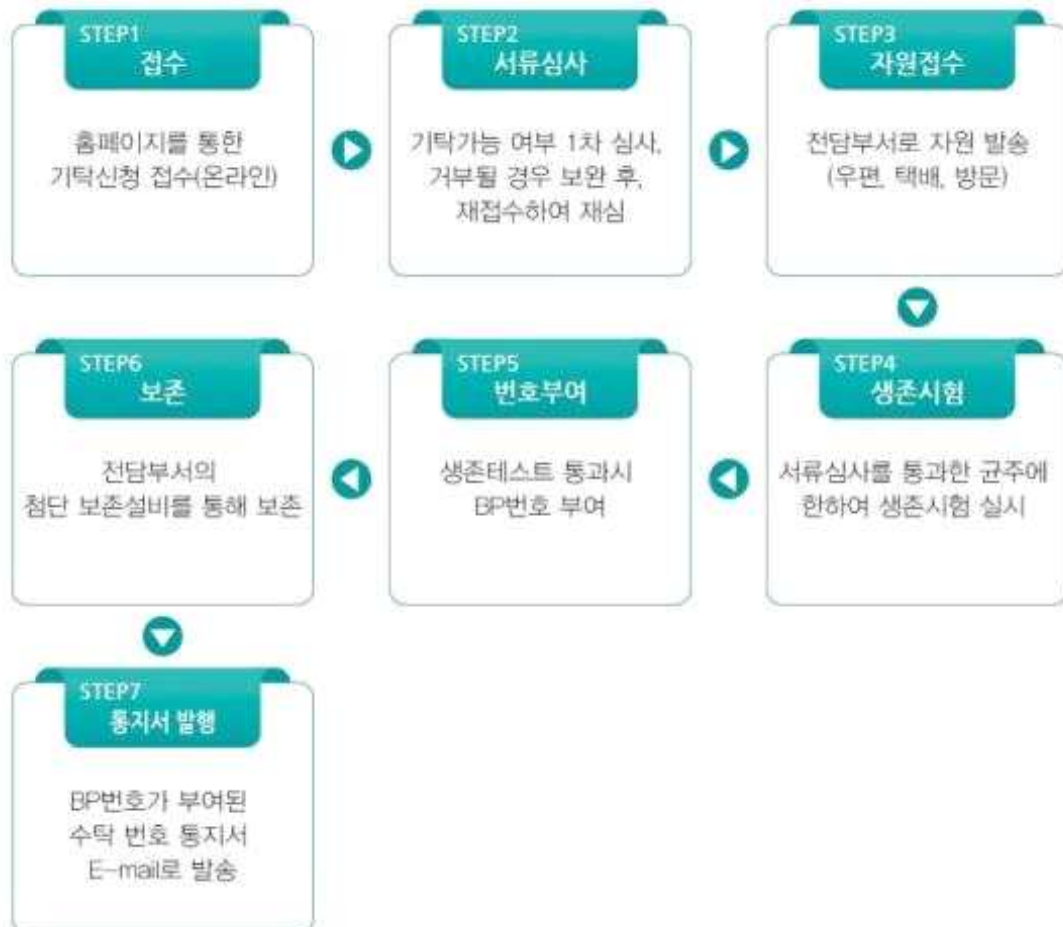 STEP1
접수
홈페이지를 통한
기탁신청 접수(온라인)
STEP2
서류심사
기탁가능 여부 1차 심사,
거부될 경우 보완 후,
재접수하여 재심
STEP3
자원접수
전담부서로 자원 발송
(우편, 택배, 방문)
STEP4
생존시험
서류심사를 통과한 균주에
한하여 생존시험 실시
STEP5
번호부여
생존테스트 통과시
BP번호 부여
STEP6
보존
전담부서의
첨단 보존설비를 통해 보존
STEP7
통지서 발행
BP번호가 부여된
수탁 번호 통지서
E-mail로 발송